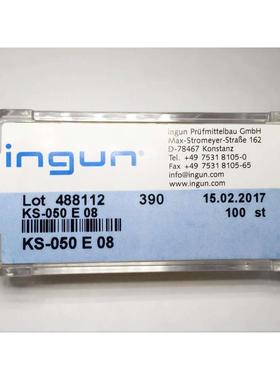 ingun®
ingun Prüfmittelbau GmbH
Max-Stromeyer-Straße 162
D-78467 Konstanz
Tel. +49 7531 8105-0
Fax +49 7531 8105-65
info@ingun.com
www.ingun.com
Lot 488112 390 15.02.2017
KS-050 E 08 100 st
KS-050 E 08